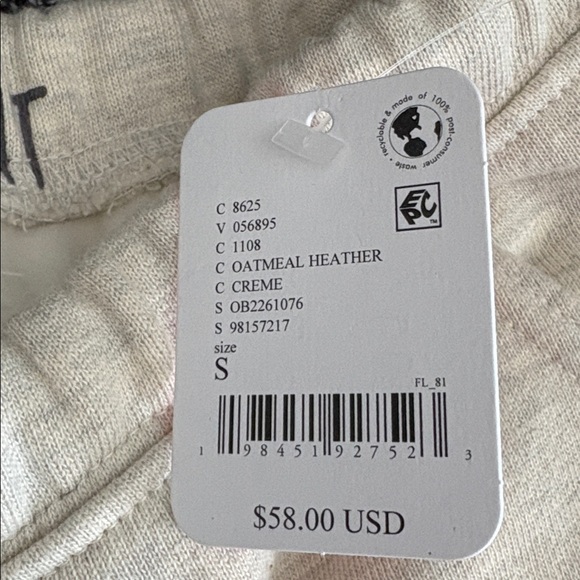 recyclable & made of 100% post-consumer waste •
EcPC™
C 8625
V 056895
C 1108
C OATMEAL HEATHER
C CREME
S OB2261076
S 98157217
size
S
FL_81
1 98451 92752 3
$58.00 USD